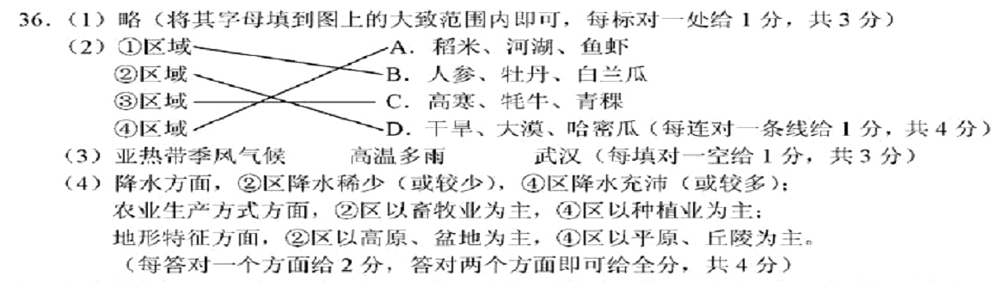 36.（1）略（将其字母填到图上的大致范围内即可，每标对一处给 1 分，共 3 分）
（2）①区域 A. 稻米、河湖、鱼虾
②区域 B. 人参、牡丹、白兰瓜
③区域 C. 高寒、牦牛、青稞
④区域 D. 干旱、大漠、哈密瓜（每连对一条线给 1 分，共 4 分）
（3）亚热带季风气候 高温多雨 武汉（每填对一空给 1 分，共 3 分）
（4）降水方面，②区降水稀少（或较少），④区降水充沛（或较多）；
农业生产方式方面，②区以畜牧业为主，④区以种植业为主；
地形特征方面，②区以高原、盆地为主，④区以平原、丘陵为主。
（每答对一个方面给 2 分，答对两个方面即可给全分，共 4 分）